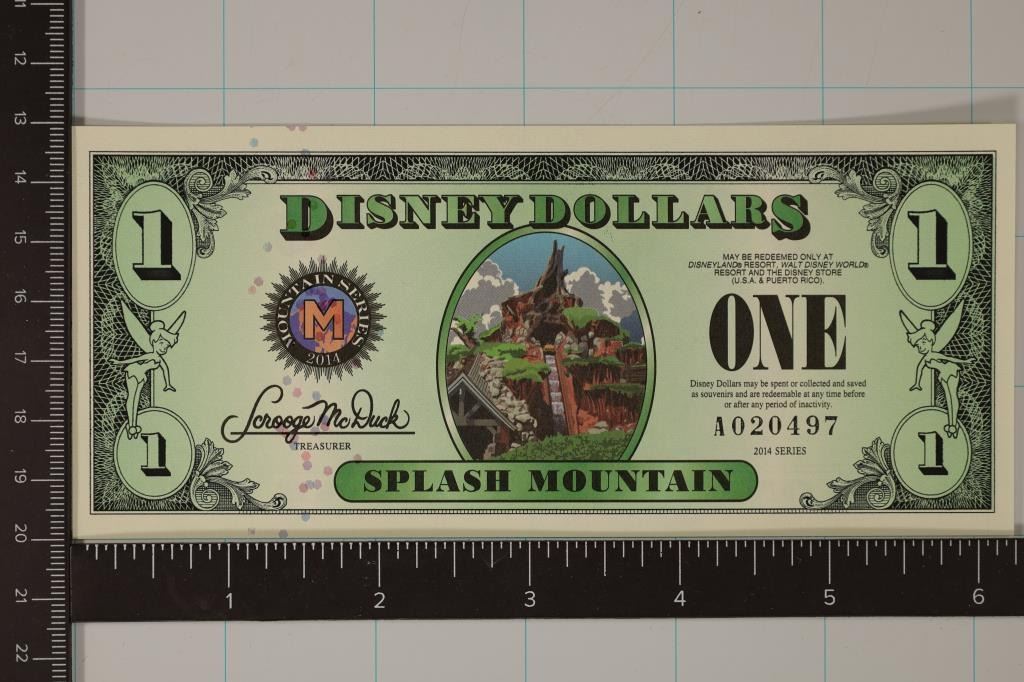 DISNEY DOLLARS
1
1
MAY BE REDEEMED ONLY AT
DISNEYLAND® RESORT, WALT DISNEY WORLD®
RESORT AND THE DISNEY STORE
(U.S.A. & PUERTO RICO).
MOUNTAIN SERIES
M
2014
ONE
Disney Dollars may be spent or collected and saved
as souvenirs and are redeemable at any time before
or after any period of inactivity.
Scrooge McDuck
TREASURER
A020497
2014 SERIES
1
1
SPLASH MOUNTAIN
11
12
13
14
15
16
17
18
19
20
21
22
1 2 3 4 5 6